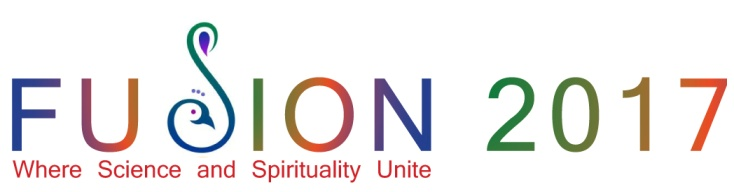 FUSION 2017
Where Science and Spirituality Unite